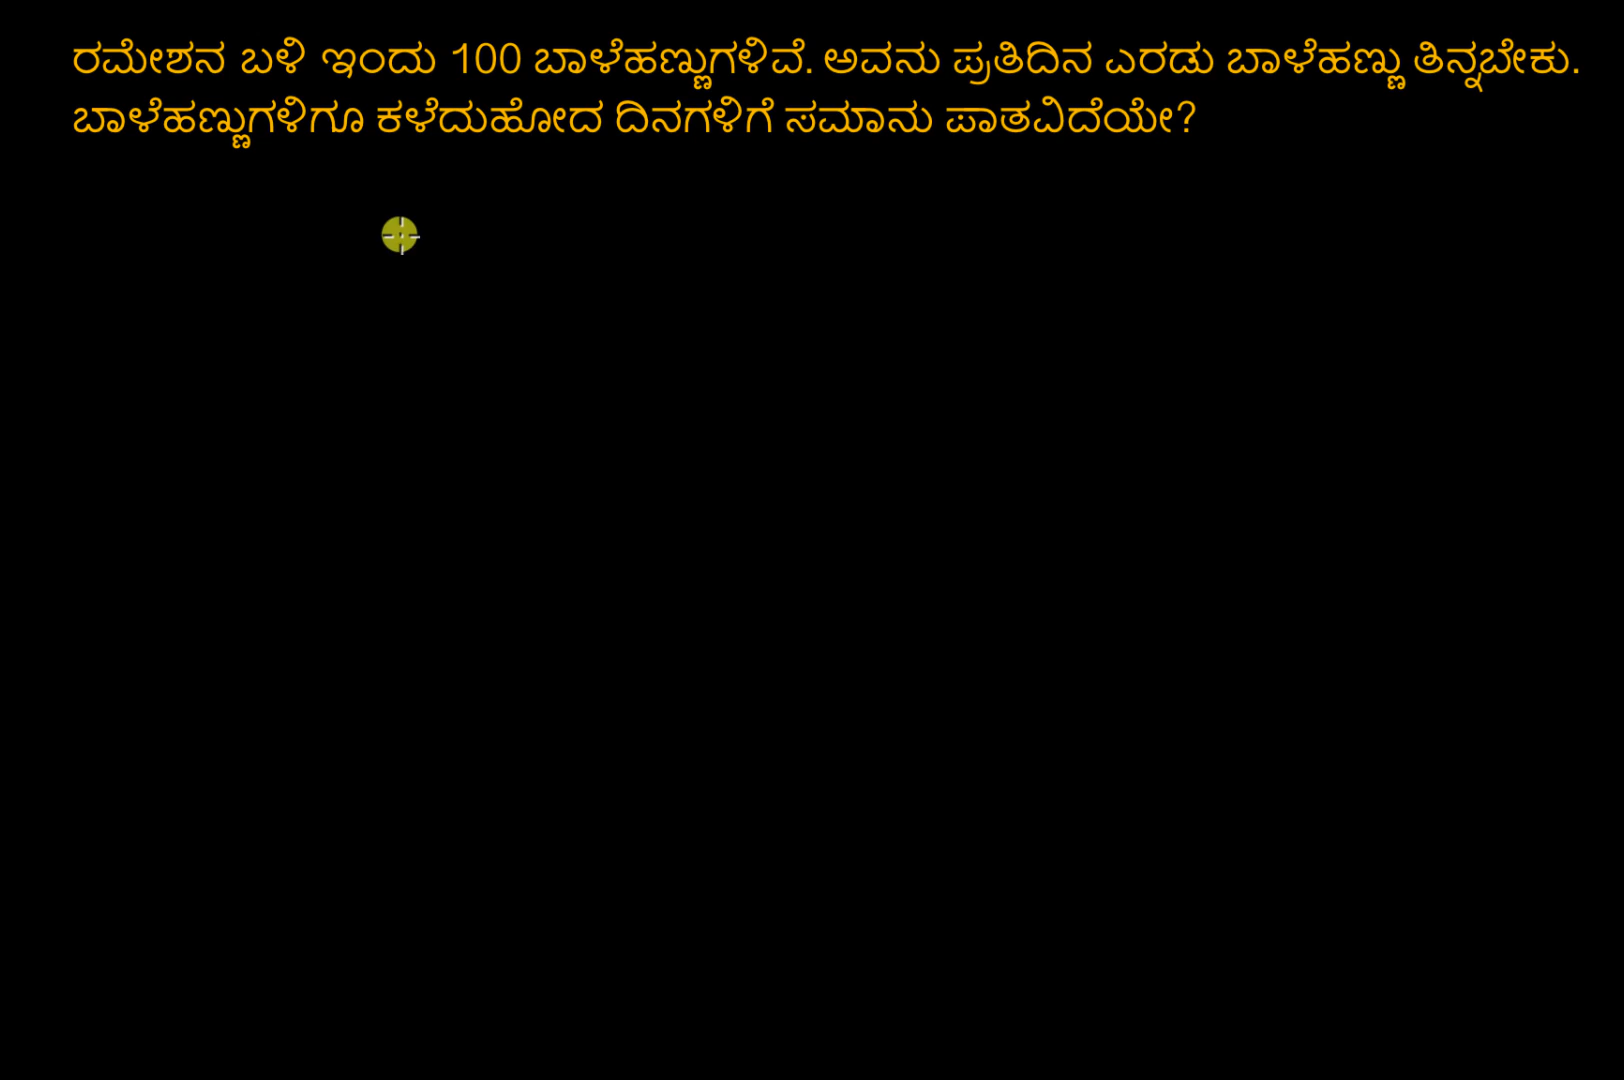 ರಮೇಶನ ಬಳಿ ಇಂದು 100 ಬಾಳೆಹಣ್ಣುಗಳಿವೆ. ಅವನು ಪ್ರತಿದಿನ ಎರಡು ಬಾಳೆಹಣ್ಣು ತಿನ್ನಬೇಕು.
ಬಾಳೆಹಣ್ಣುಗಳಿಗೂ ಕಳೆದುಹೋದ ದಿನಗಳಿಗೆ ಸಮಾನು ಪಾತವಿದೆಯೇ?